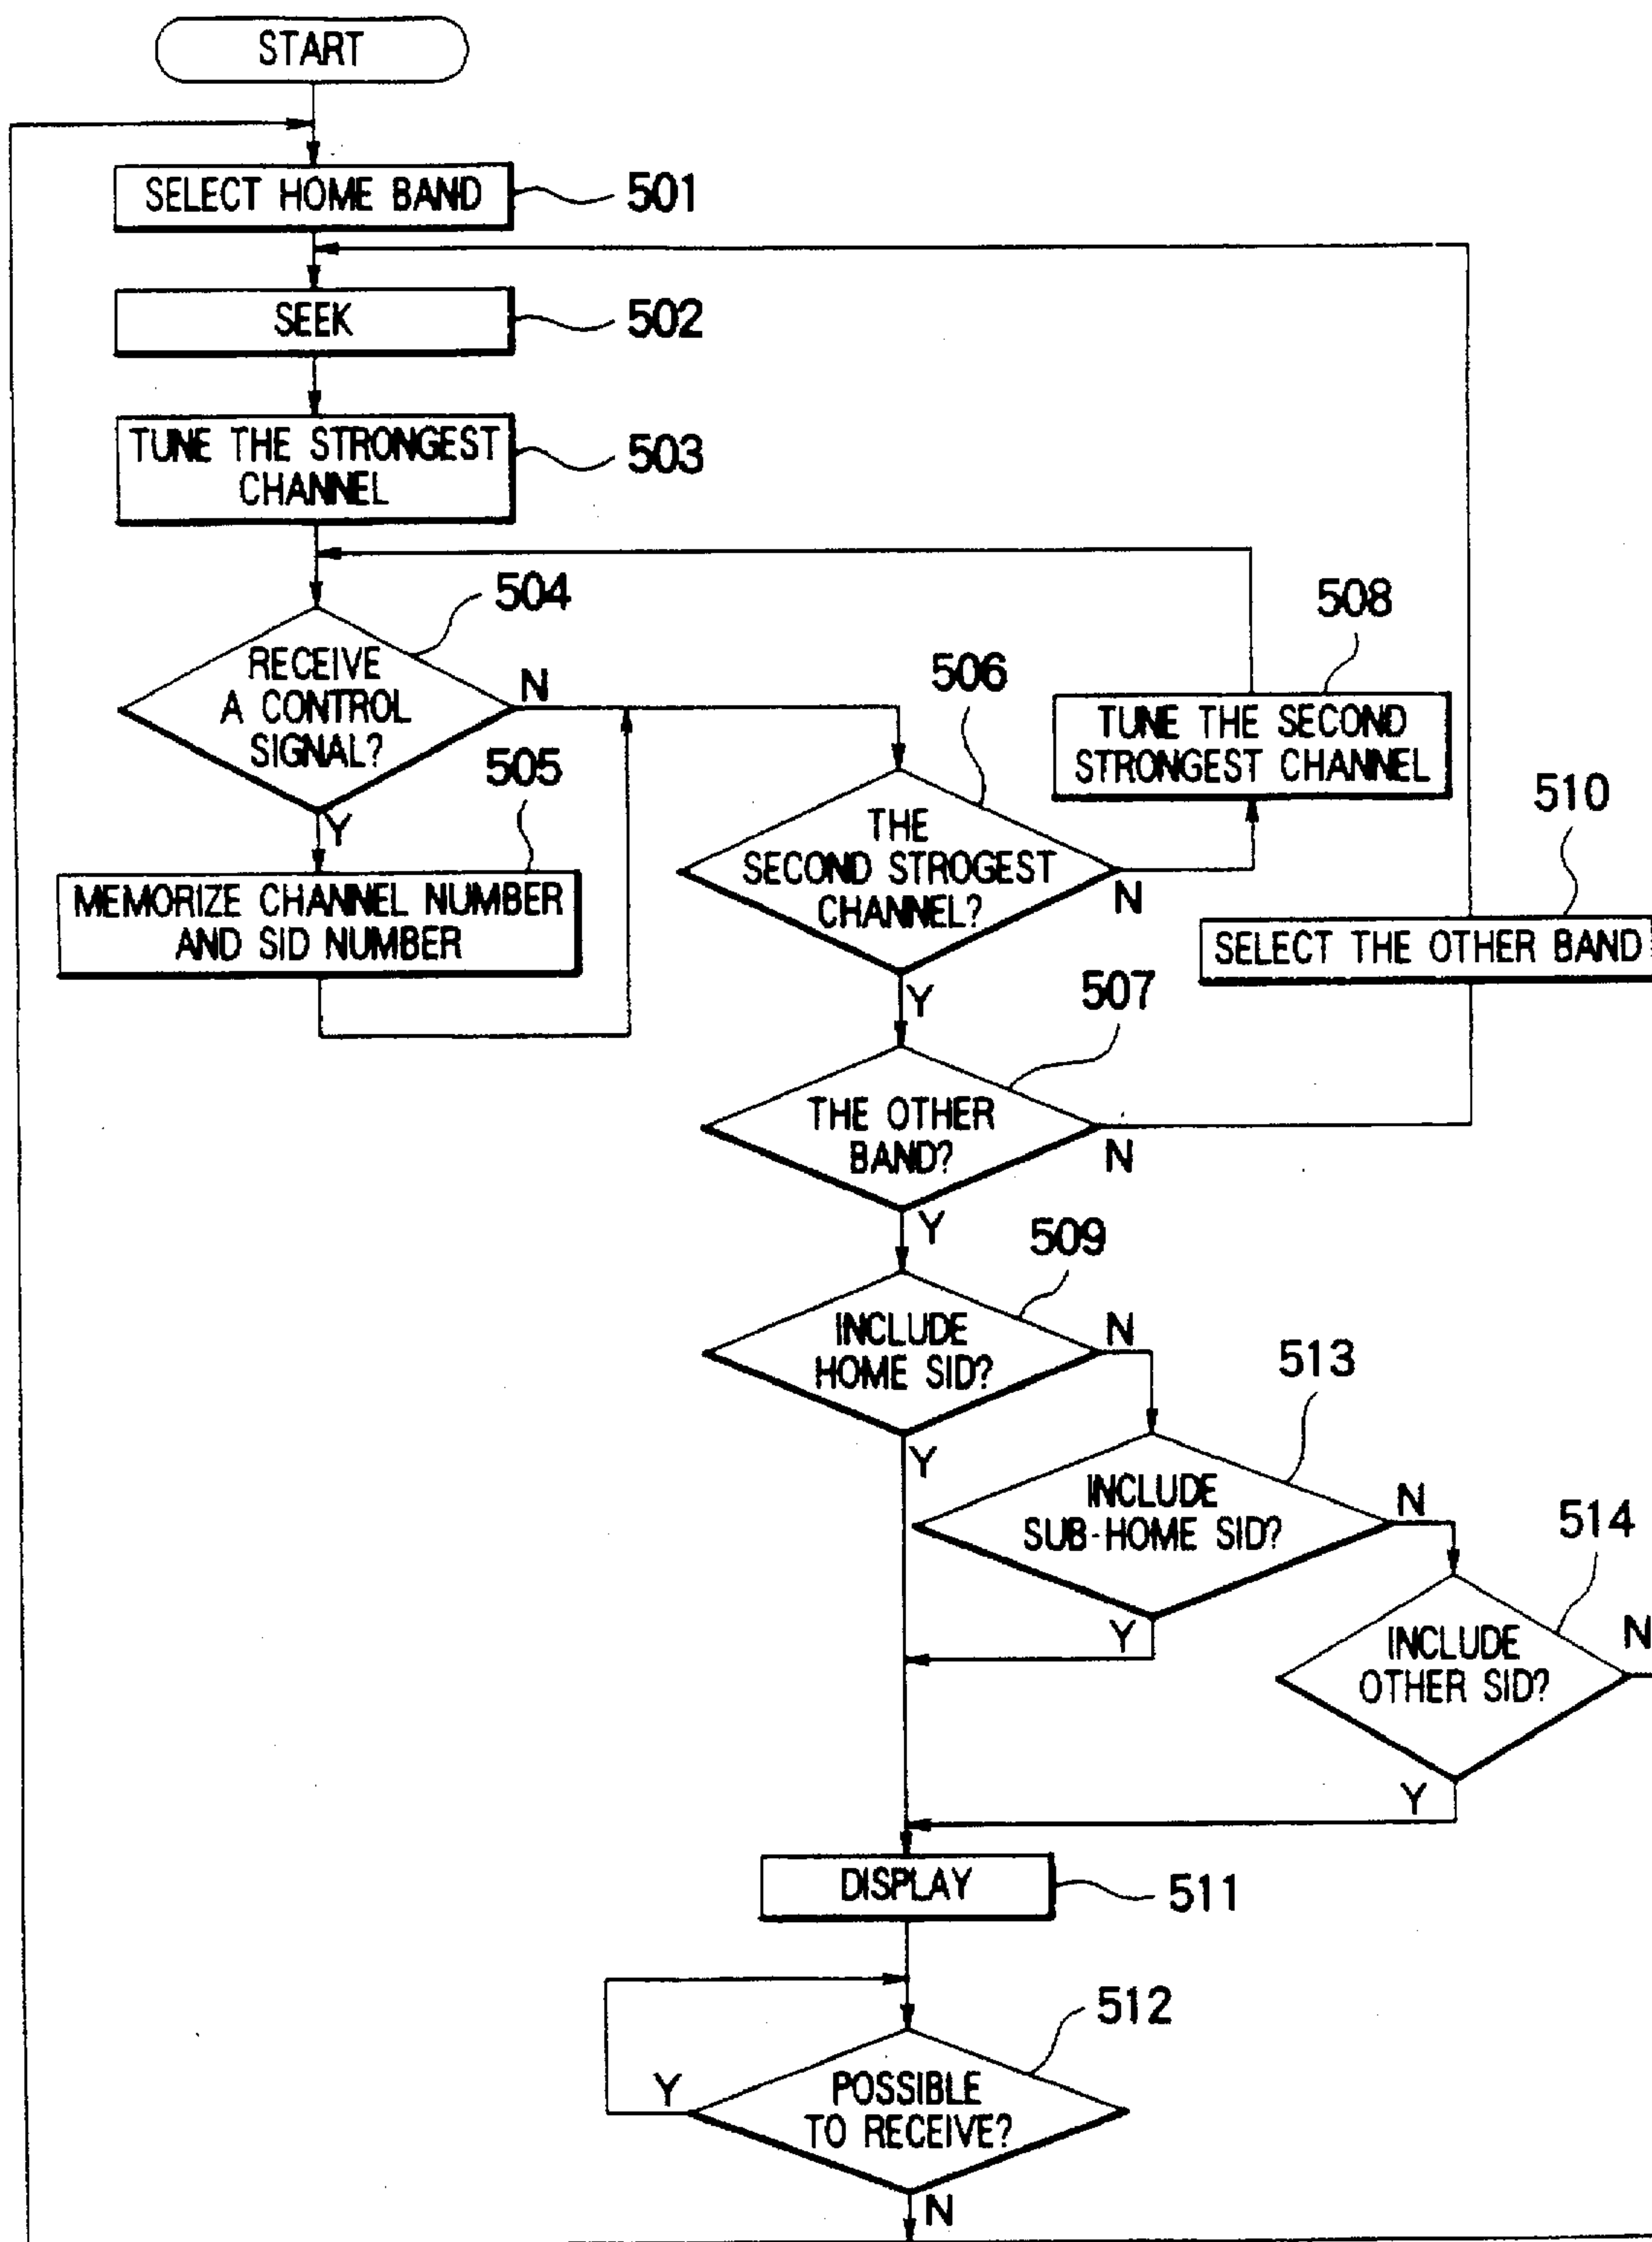 START
SELECT HOME BAND
501
SEEK
502
TUNE THE STRONGEST
CHANNEL
503
504
RECEIVE
A CONTROL
SIGNAL?
N
Y
505
MEMORIZE CHANNEL NUMBER
AND SID NUMBER
506
THE
SECOND STROGEST
CHANNEL?
N
Y
508
TUNE THE SECOND
STRONGEST CHANNEL
510
SELECT THE OTHER BAND
507
THE OTHER
BAND?
N
Y
509
INCLUDE
HOME SID?
N
Y
513
INCLUDE
SUB-HOME SID?
N
Y
514
INCLUDE
OTHER SID?
N
Y
DISPLAY
511
512
POSSIBLE
TO RECEIVE?
Y
N